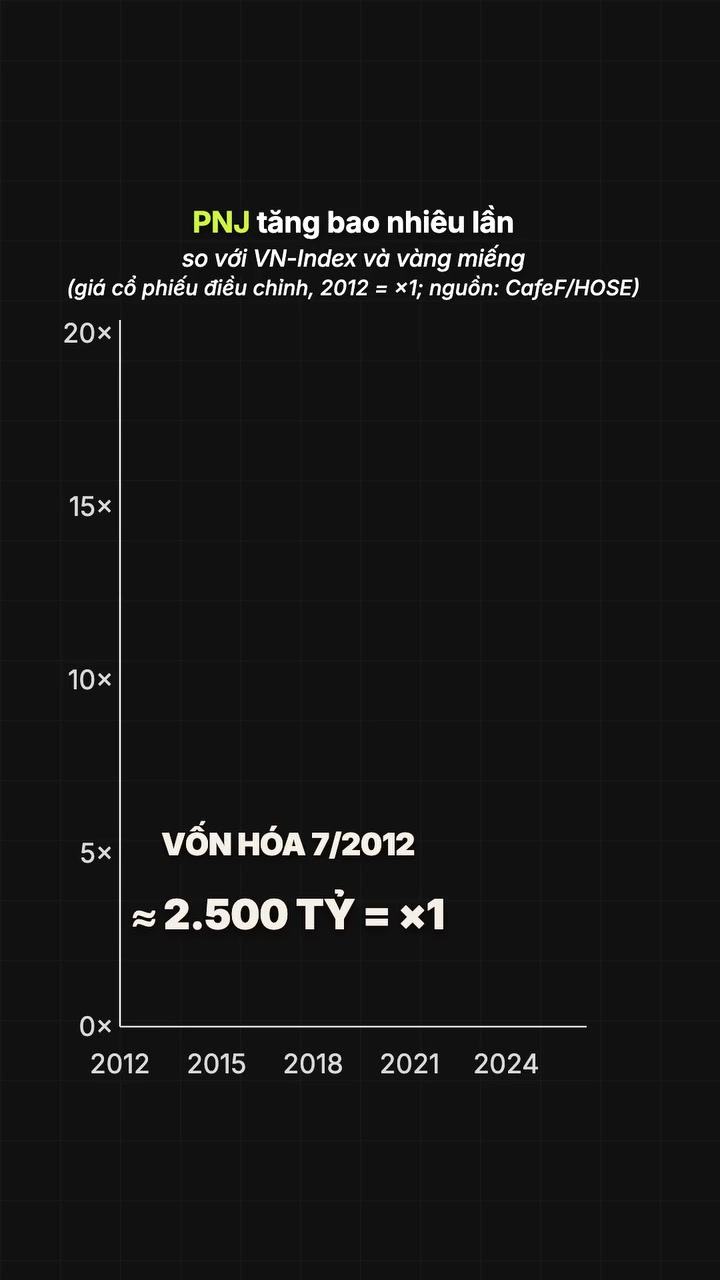 PNJ tăng bao nhiêu lần
so với VN-Index và vàng miếng
(giá cổ phiếu điều chỉnh, 2012 = ×1; nguồn: CafeF/HOSE)
20×
15×
10×
5×
VỐN HÓA 7/2012
≈ 2.500 TỶ = ×1
0×
2012 2015 2018 2021 2024